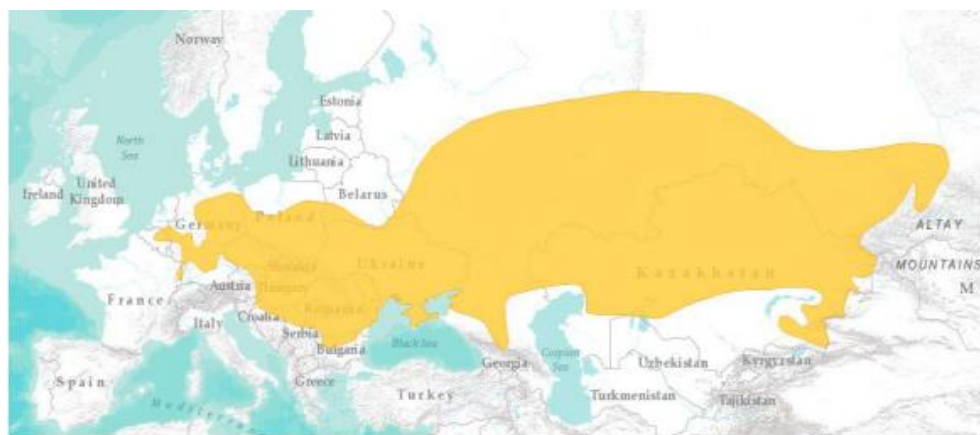 Norway
Estonia
North
Sea
Latvia
Lithuania
Ireland
United
Kingdom
Belarus
Germany
Poland
ALTAY
Ukraine
MOUNTAINS
Kazakhstan
M
France
Austria
Hungary
Croatia
Romania
Italy
Serbia
Bulgaria
Black Sea
Georgia
Caspian
Sea
Uzbekistan
Kyrgyzstan
Spain
Greece
Turkey
Turkmenistan
Tajikistan